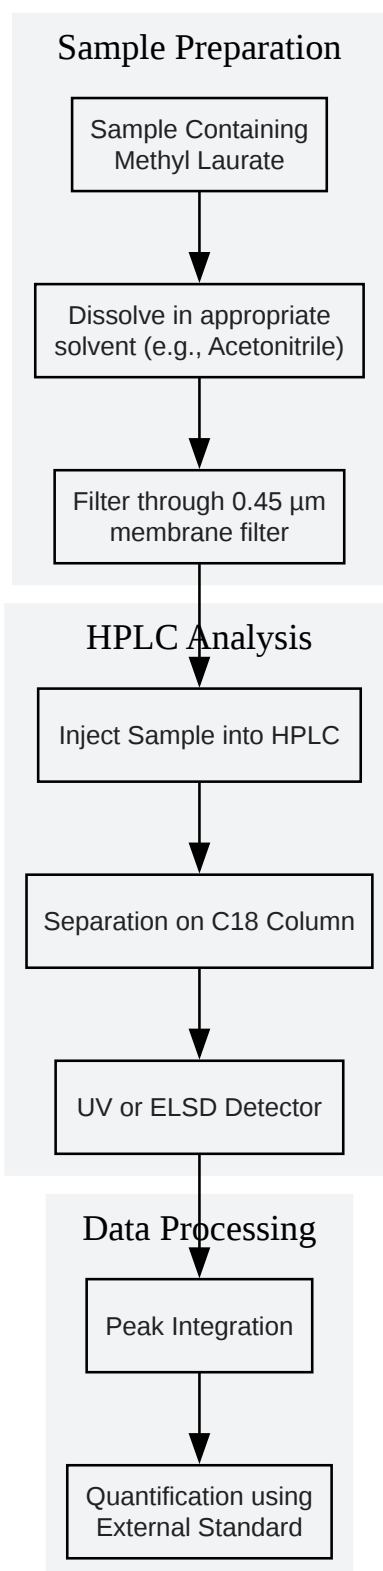 Sample Preparation
Sample Containing
Methyl Laurate
Dissolve in appropriate
solvent (e.g., Acetonitrile)
Filter through 0.45 µm
membrane filter
HPLC Analysis
Inject Sample into HPLC
Separation on C18 Column
UV or ELSD Detector
Data Processing
Peak Integration
Quantification using
External Standard